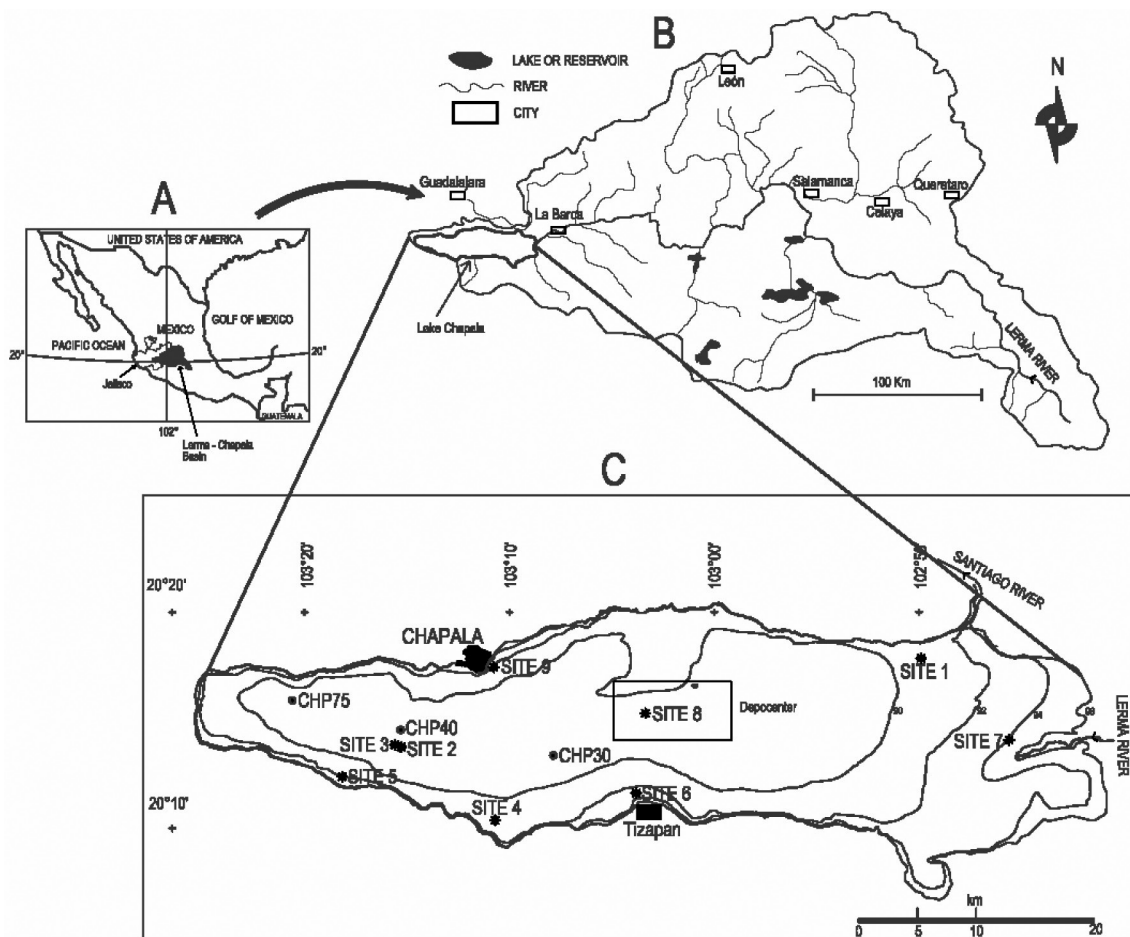 B
LAKE OR RESERVOIR
RIVER
CITY
León
N
Guadalajara
Salamanca
Queretaro
Celaya
La Barca
Lake Chapala
LERMA RIVER
100 Km
A
UNITED STATES OF AMERICA
GOLF OF MEXICO
MEXICO
PACIFIC OCEAN
20°
20°
Jalisco
GUATEMALA
102°
Lerma - Chapala
Basin
C
103°20
103°10
103°00
102°50
20°20
SANTIAGO RIVER
CHAPALA
SITE 9
SITE 1
CHP75
SITE 8
Depocenter
90
92
94
98
CHP40
SITE 3
SITE 2
CHP30
SITE 7
LERMA RIVER
SITE 5
SITE 6
SITE 4
20°10
Tizapan
km
0
5
10
20